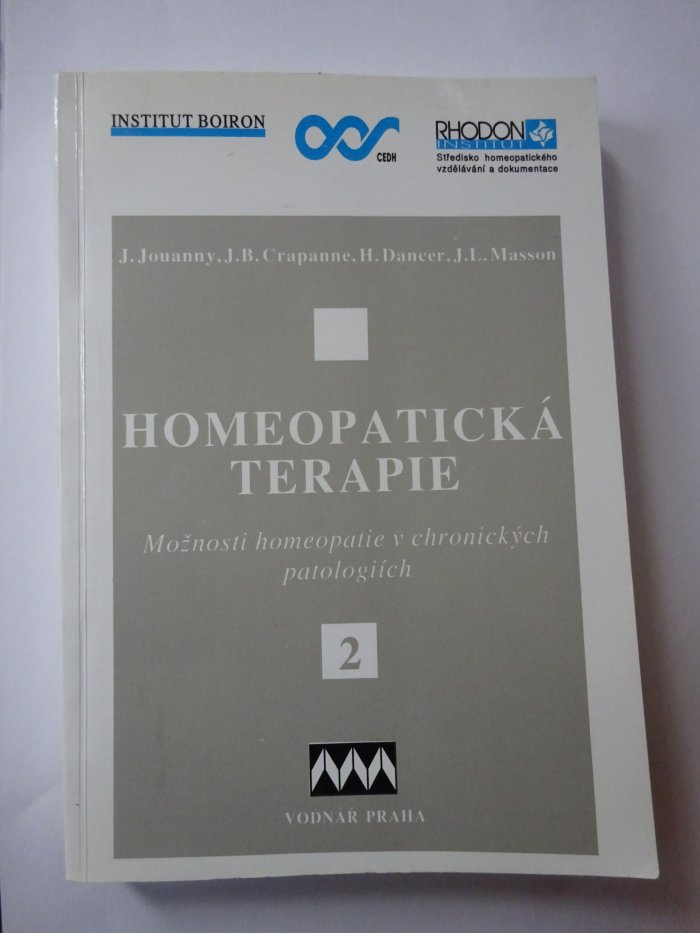 INSTITUT BOIRON
CEDH
RHODON
INSTITUT
Středisko homeopatického
vzdělávání a dokumentace
J. Jouanny, J.B. Crapanne, H. Dancer, J.L. Masson
HOMEOPATICKÁ
TERAPIE
Možnosti homeopatie v chronických
patologiích
2
VODNÁŘ PRAHA